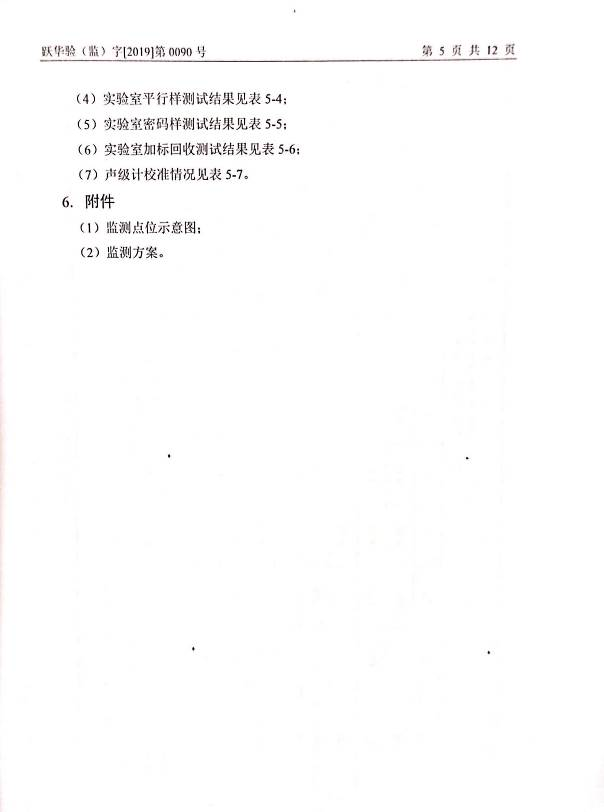 跃华验（监）字[2019]第 0090 号
第 5 页 共 12 页
（4）实验室平行样测试结果见表 5-4;
（5）实验室密码样测试结果见表 5-5;
（6）实验室加标回收测试结果见表 5-6;
（7）声级计校准情况见表 5-7。
6. 附件
（1）监测点位示意图;
（2）监测方案。